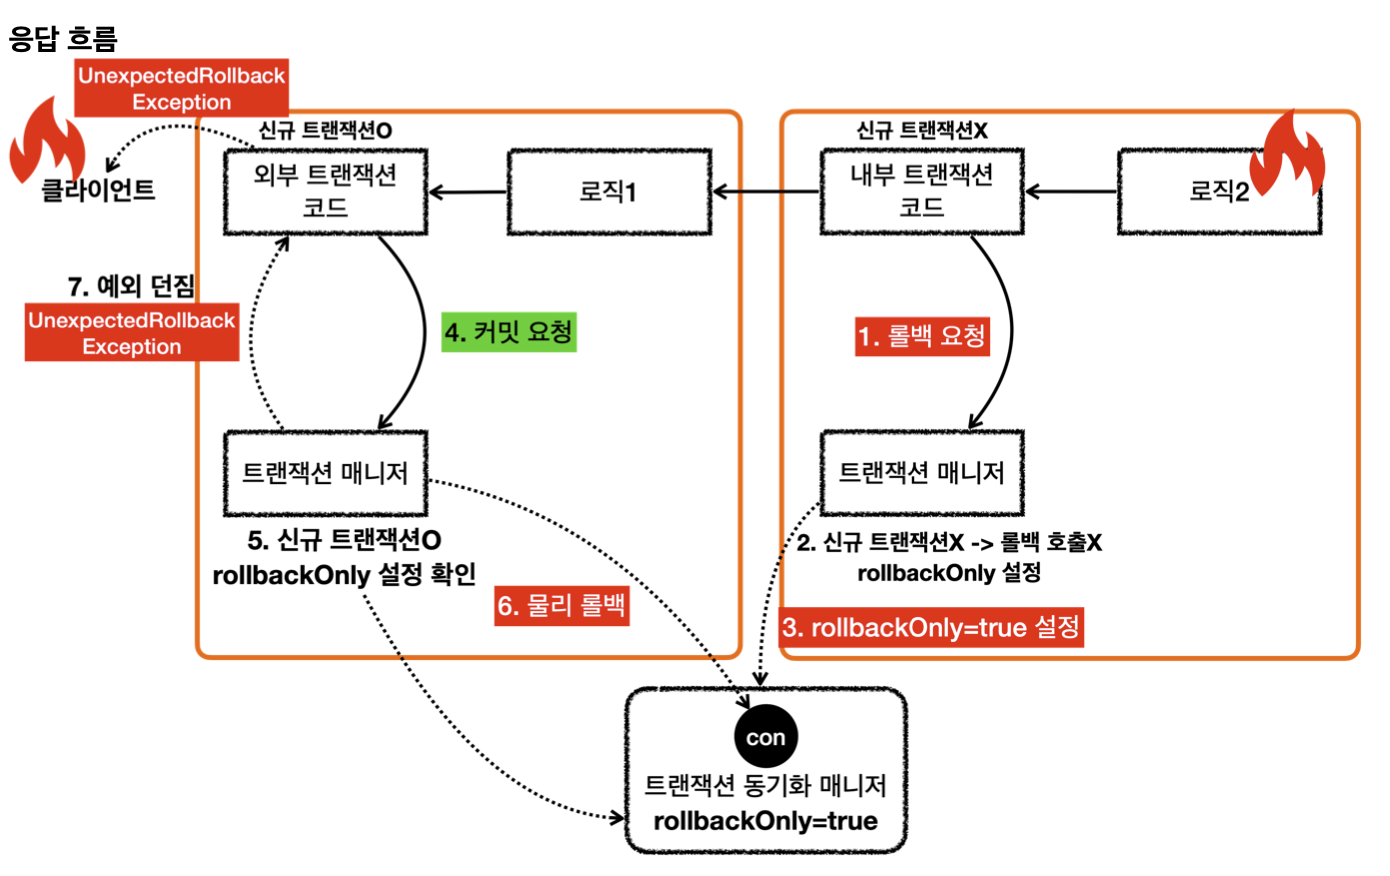 응답 흐름
UnexpectedRollback
Exception
클라이언트
신규 트랜잭션O
외부 트랜잭션
코드
로직1
신규 트랜잭션X
내부 트랜잭션
코드
로직2
7. 예외 던짐
UnexpectedRollback
Exception
4. 커밋 요청
1. 롤백 요청
트랜잭션 매니저
트랜잭션 매니저
5. 신규 트랜잭션O
rollbackOnly 설정 확인
2. 신규 트랜잭션X -> 롤백 호출X
rollbackOnly 설정
6. 물리 롤백
3. rollbackOnly=true 설정
con
트랜잭션 동기화 매니저
rollbackOnly=true